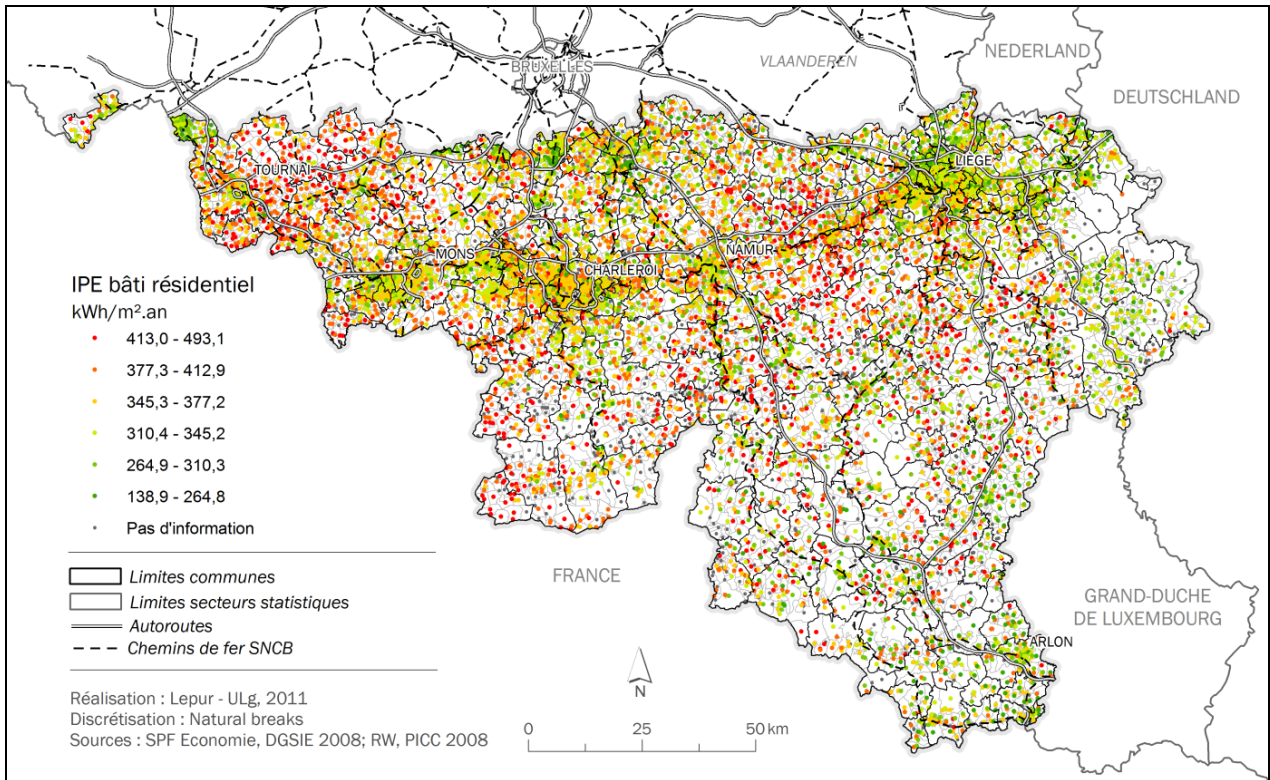 NEDERLAND
VLAANDEREN
BRUXELLES
DEUTSCHLAND
LIÈGE
TOURNAI
NAMUR
MONS
CHARLEROI
IPE bâti résidentiel
kWh/m².an
413,0 - 493,1
377,3 - 412,9
345,3 - 377,2
310,4 - 345,2
264,9 - 310,3
138,9 - 264,8
Pas d'information
Limites communes
Limites secteurs statistiques
Autoroutes
Chemins de fer SNCB
FRANCE
GRAND-DUCHE
DE LUXEMBOURG
ARLON
N
Réalisation : Lepur - ULg, 2011
Discrétisation : Natural breaks
Sources : SPF Economie, DGSIE 2008; RW, PICC 2008
0 25 50 km